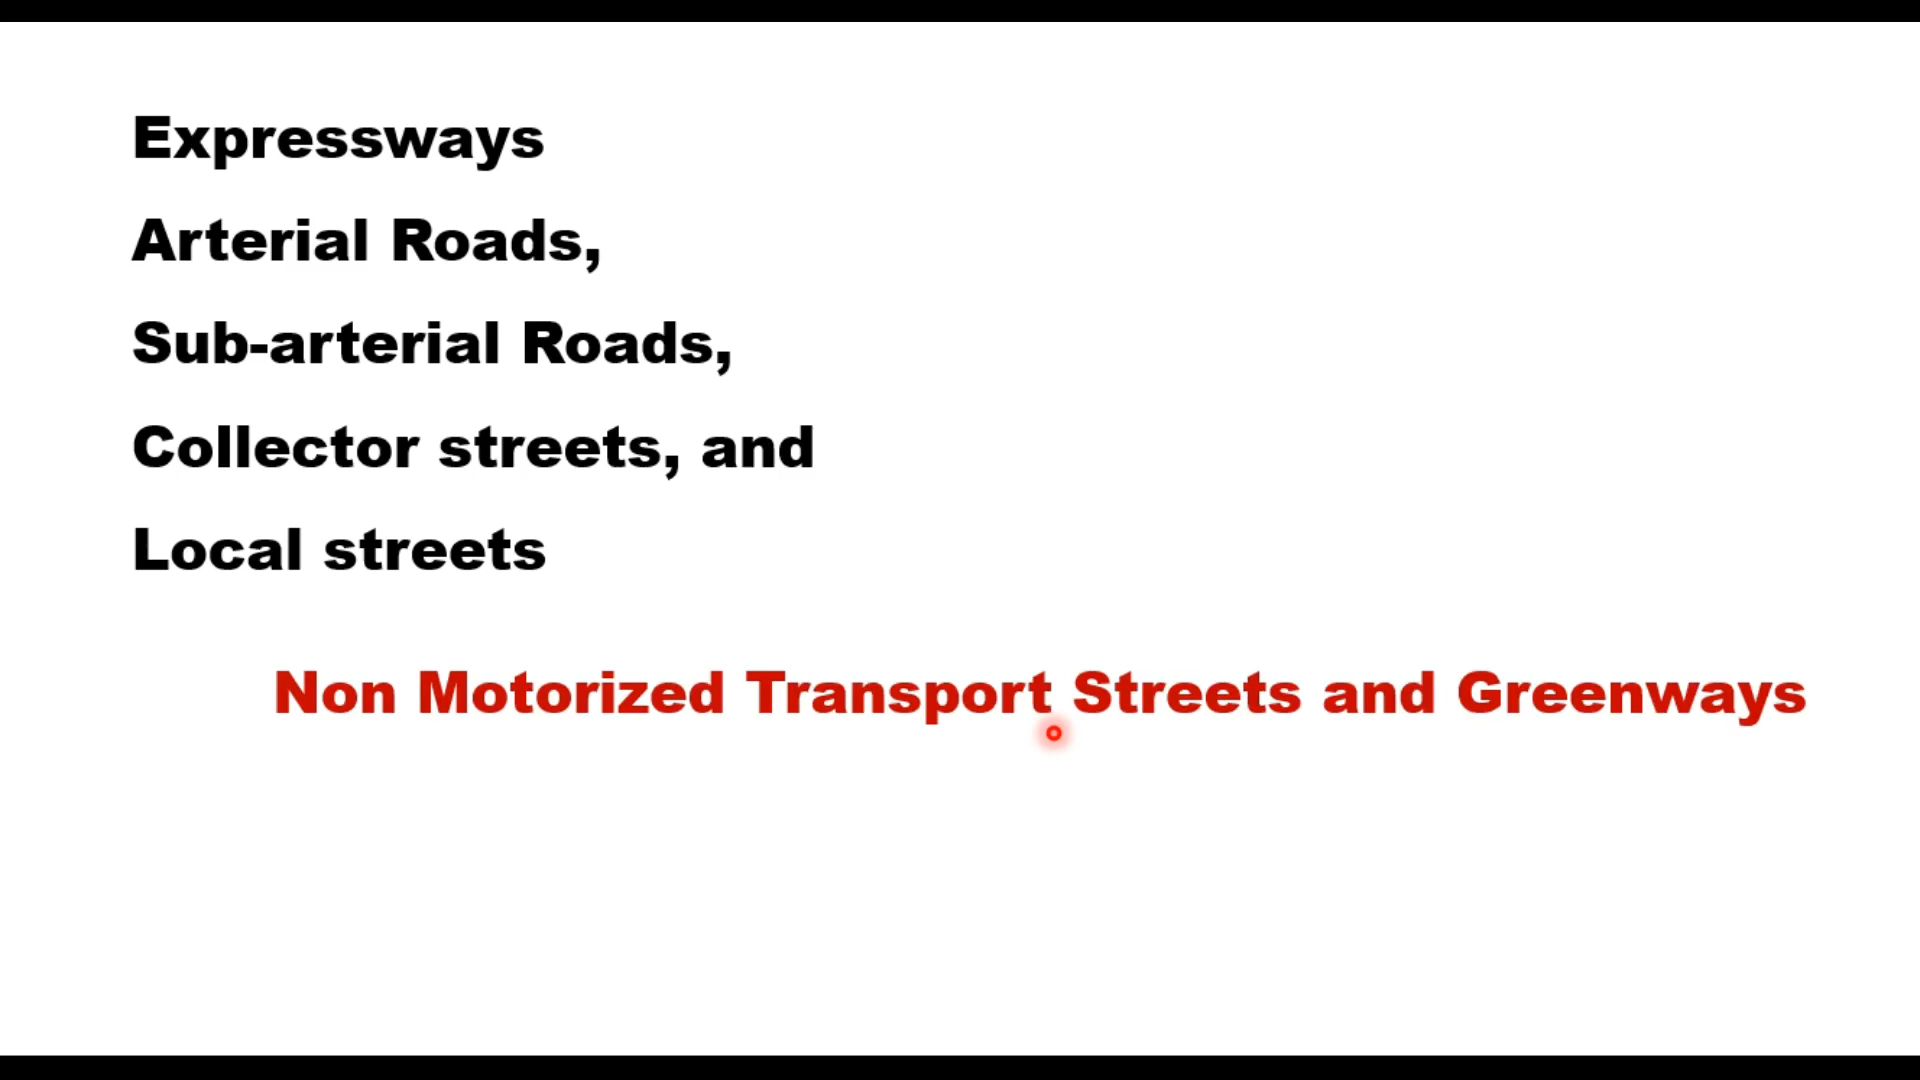 Expressways
Arterial Roads,
Sub-arterial Roads,
Collector streets, and
Local streets
Non Motorized Transport Streets and Greenways